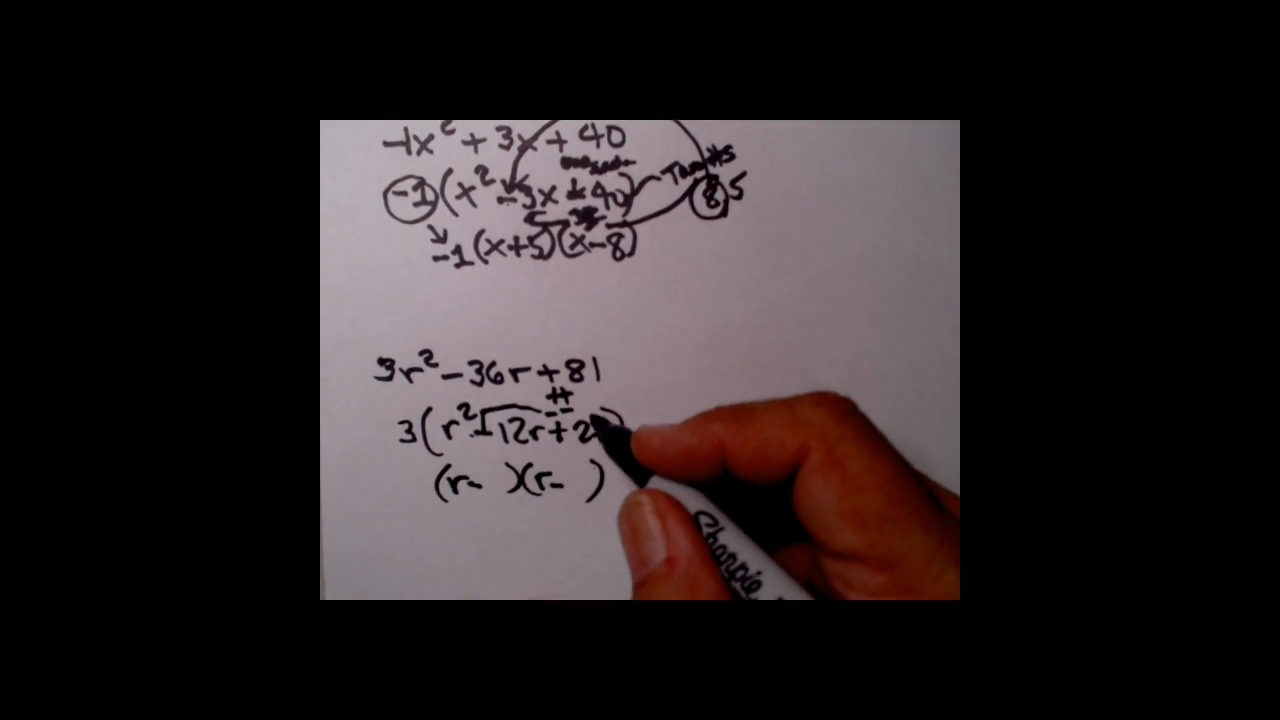 -1x² + 3x + 40
-1(x² - 3x - 40) Two #s 8 5
-1(x+5)(x-8)
3r² - 36r + 81
++
--
3(r² - 12r + 2
(r- )(r- )
Sharpie